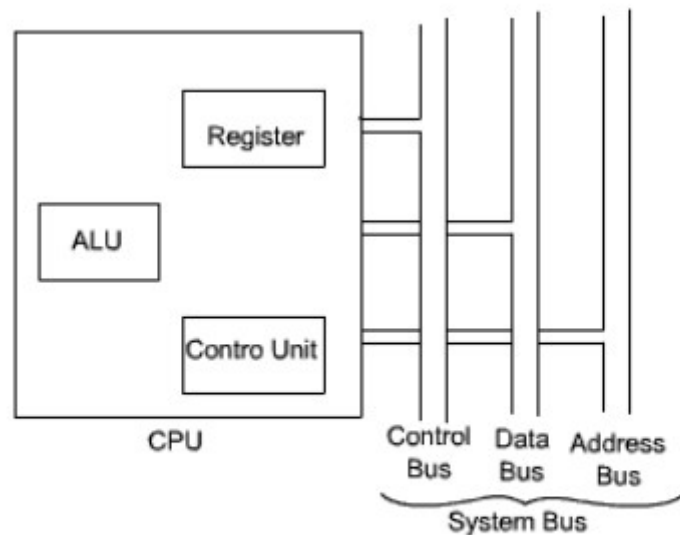 Register
ALU
Contro Unit
CPU
Control
Bus
Data
Bus
Address
Bus
System Bus